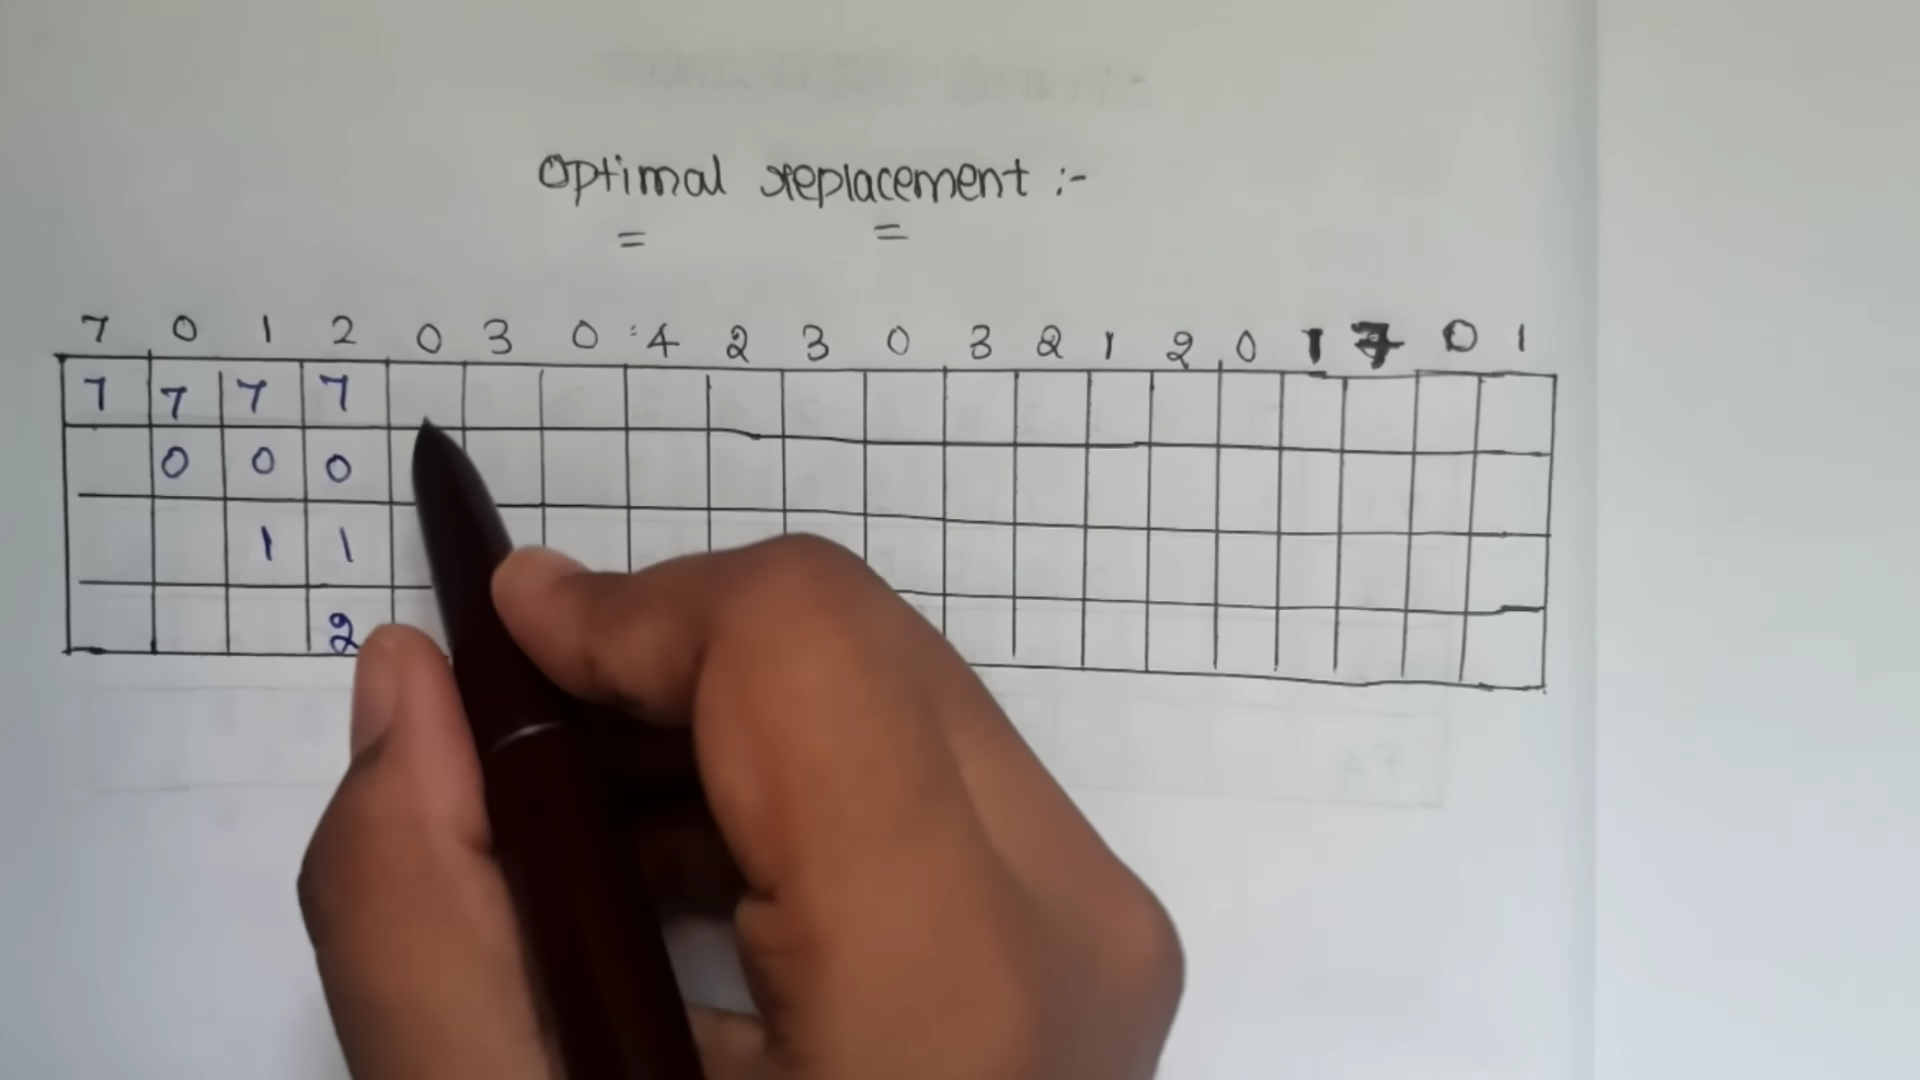 Optimal replacement :-
= =
7 0 1 2 0 3 0 4 2 3 0 3 2 1 2 0 1 7 0 1
7 7 7 7
0 0 0
1 1
2